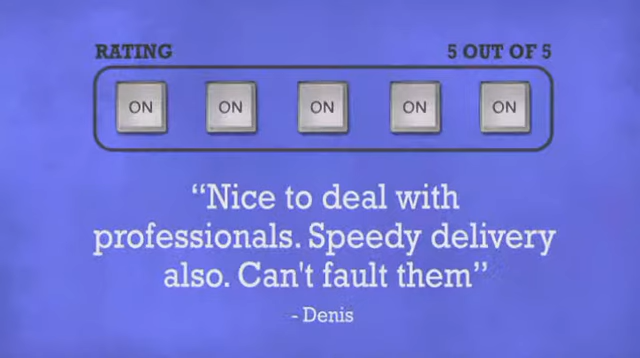 RATING 5 OUT OF 5
ON ON ON ON ON
“Nice to deal with
professionals. Speedy delivery
also. Can't fault them”
- Denis